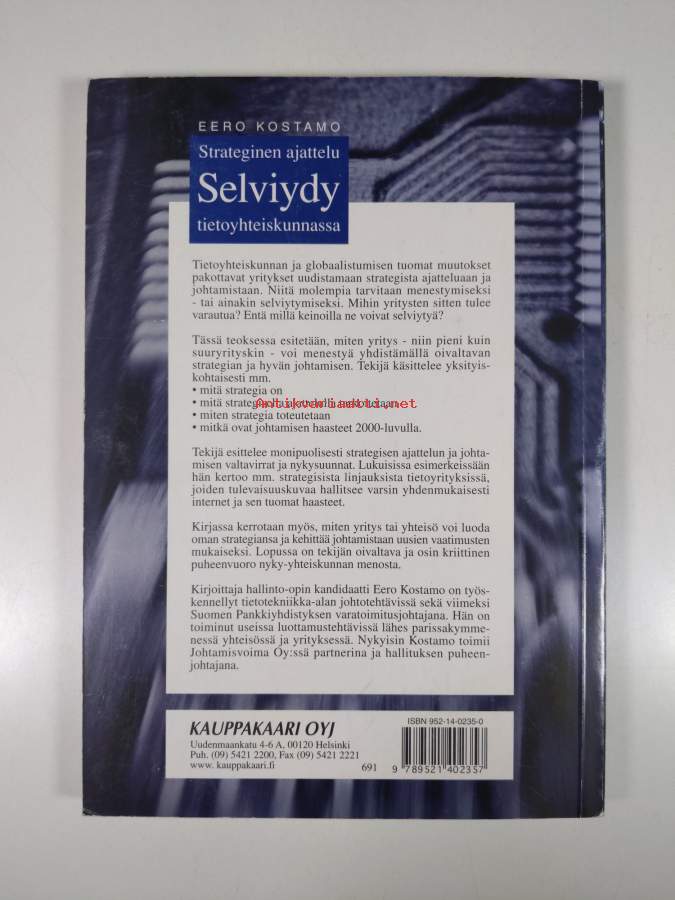 EERO KOSTAMO
Strateginen ajattelu
Selviydy
tietoyhteiskunnassa
Tietoyhteiskunnan ja globaalistumisen tuomat muutokset
pakottavat yritykset uudistamaan strategista ajatteluaan ja
johtamistaan. Niitä molempia tarvitaan menestymiseksi
- tai ainakin selviytymiseksi. Mihin yritysten sitten tulee
varautua? Entä millä keinoilla ne voivat selviytyä?
Tässä teoksessa esitetään, miten yritys - niin pieni kuin
suuryrityskin - voi menestyä yhdistämällä oivaltavan
strategian ja hyvän johtamisen. Tekijä käsittelee yksityis-
kohtaisesti mm.
• mitä strategia on
• mitä
Antikvariaatti.net
• miten strategia toteutetaan
• mitkä ovat johtamisen haasteet 2000-luvulla.
Tekijä esittelee monipuolisesti strategisen ajattelun ja johta-
misen valtavirrat ja nykysuunnat. Lukuisissa esimerkeissään
hän kertoo mm. strategisista linjauksista tietoyrityksissä,
joiden tulevaisuuskuvaa hallitsee varsin yhdenmukaisesti
internet ja sen tuomat haasteet.
Kirjassa kerrotaan myös, miten yritys tai yhteisö voi luoda
oman strategiansa ja kehittää johtamistaan uusien vaatimusten
mukaiseksi. Lopussa on tekijän oivaltava ja osin kriittinen
puheenvuoro nyky-yhteiskunnan menosta.
Kirjoittaja hallinto-opin kandidaatti Eero Kostamo on työs-
kennellyt tietotekniikka-alan johtotehtävissä sekä viimeksi
Suomen Pankkiyhdistyksen varatoimitusjohtajana. Hän on
toiminut useissa luottamustehtävissä lähes parissakymme-
nessä yhteisössä ja yrityksessä. Nykyisin Kostamo toimii
Johtamisvoima Oy:ssä partnerina ja hallituksen puheen-
johtajana.
KAUPPAKAARI OYJ
Uudenmaankatu 4-6 A, 00120 Helsinki
Puh. (09) 5421 2200, Fax (09) 5421 2221
www.kauppakaari.fi
691
ISBN 952-14-0235-0
9 789521 402357